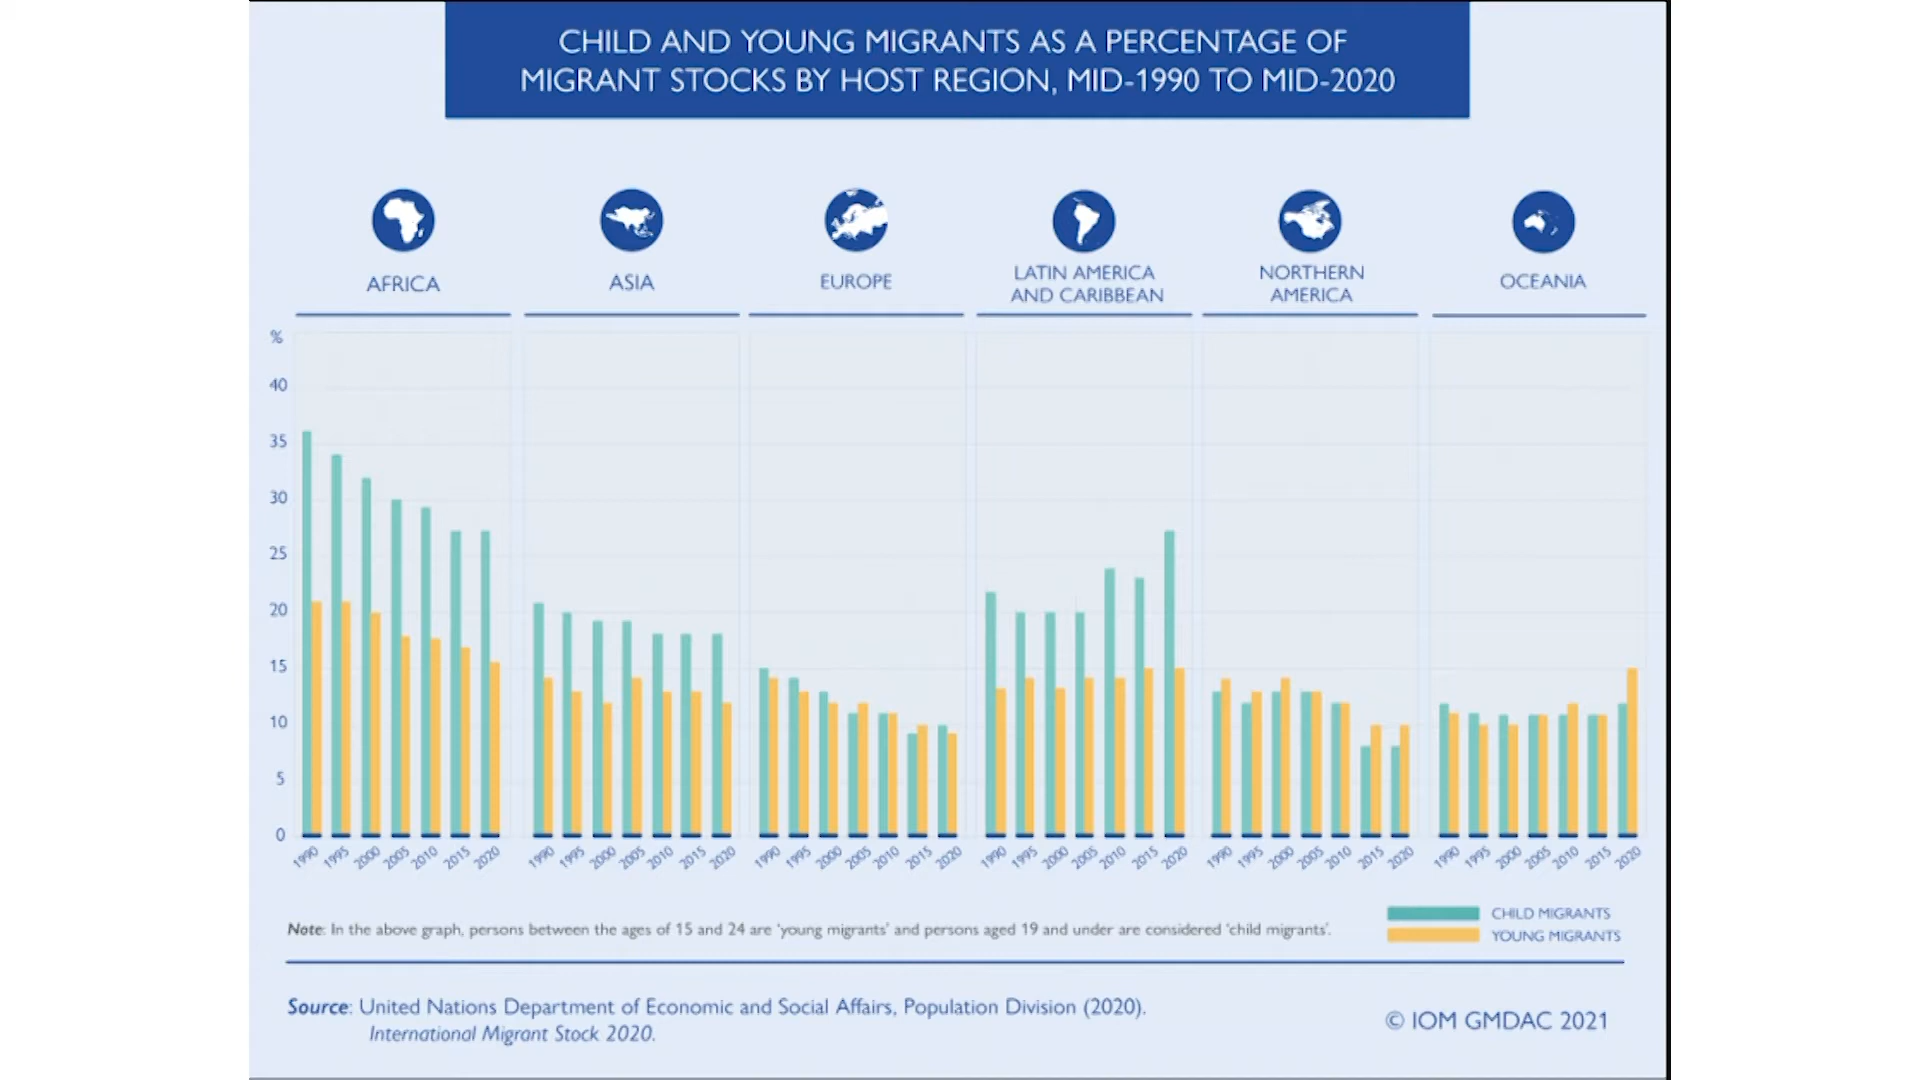 CHILD AND YOUNG MIGRANTS AS A PERCENTAGE OF
MIGRANT STOCKS BY HOST REGION, MID-1990 TO MID-2020
AFRICA
ASIA
EUROPE
LATIN AMERICA
AND CARIBBEAN
NORTHERN
AMERICA
OCEANIA
%
40
35
30
25
20
15
10
5
0
1990 1995 2000 2005 2010 2015 2020
1990 1995 2000 2005 2010 2015 2020
1990 1995 2000 2005 2010 2015 2020
1990 1995 2000 2005 2010 2015 2020
1990 1995 2000 2005 2010 2015 2020
1990 1995 2000 2005 2010 2015 2020
Note: In the above graph, persons between the ages of 15 and 24 are ‘young migrants’ and persons aged 19 and under are considered ‘child migrants’.
CHILD MIGRANTS
YOUNG MIGRANTS
Source: United Nations Department of Economic and Social Affairs, Population Division (2020).
International Migrant Stock 2020.
© IOM GMDAC 2021